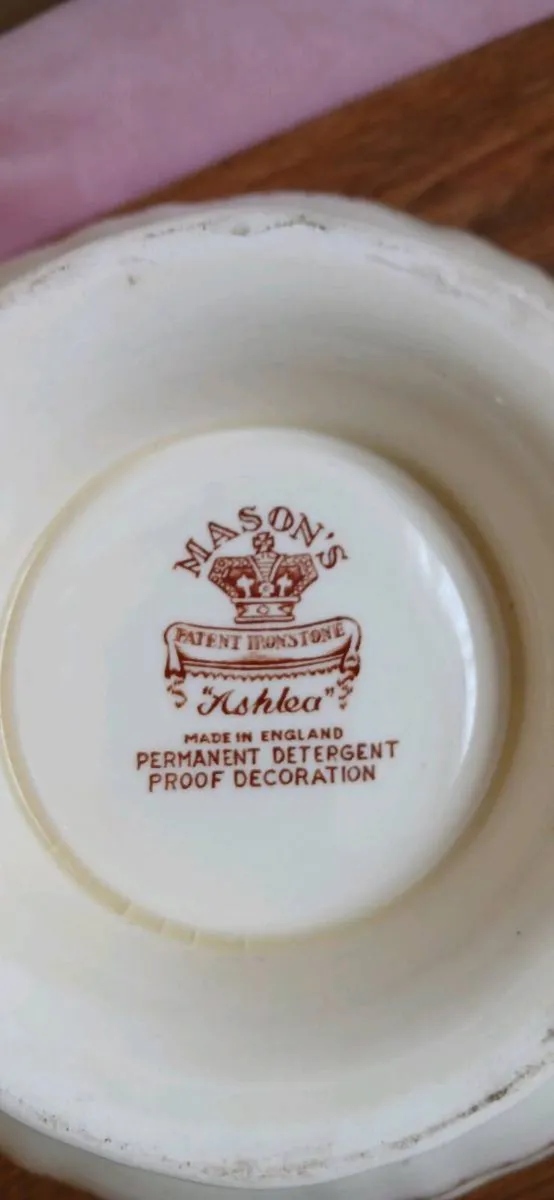 MASON'S
PATENT IRONSTONE
"Ashlea"
MADE IN ENGLAND
PERMANENT DETERGENT
PROOF DECORATION